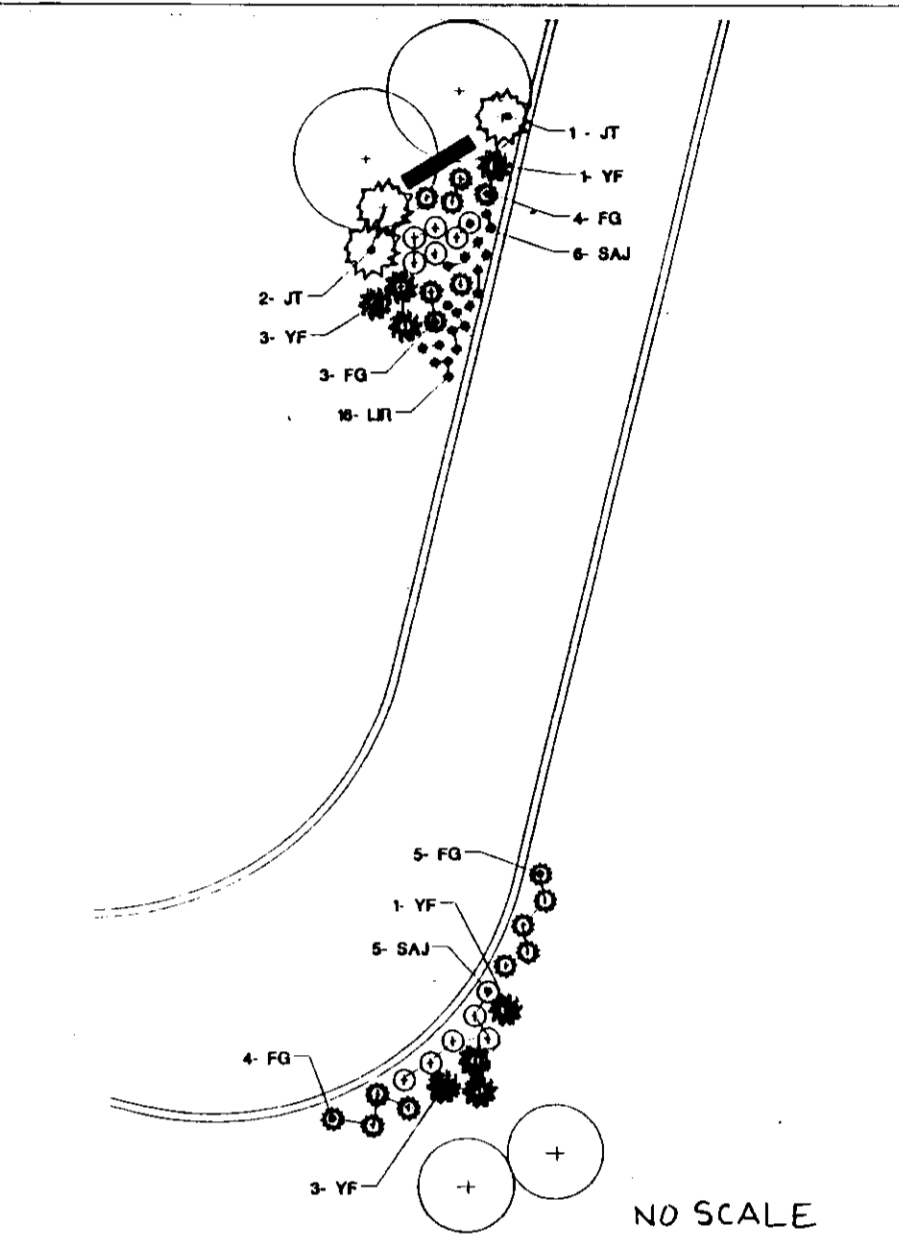 1 - JT
1- YF
4- FG
6- SAJ
2- JT
3- YF
3- FG
16- LIR
5- FG
1- YF
5- SAJ
4- FG
3- YF
NO SCALE